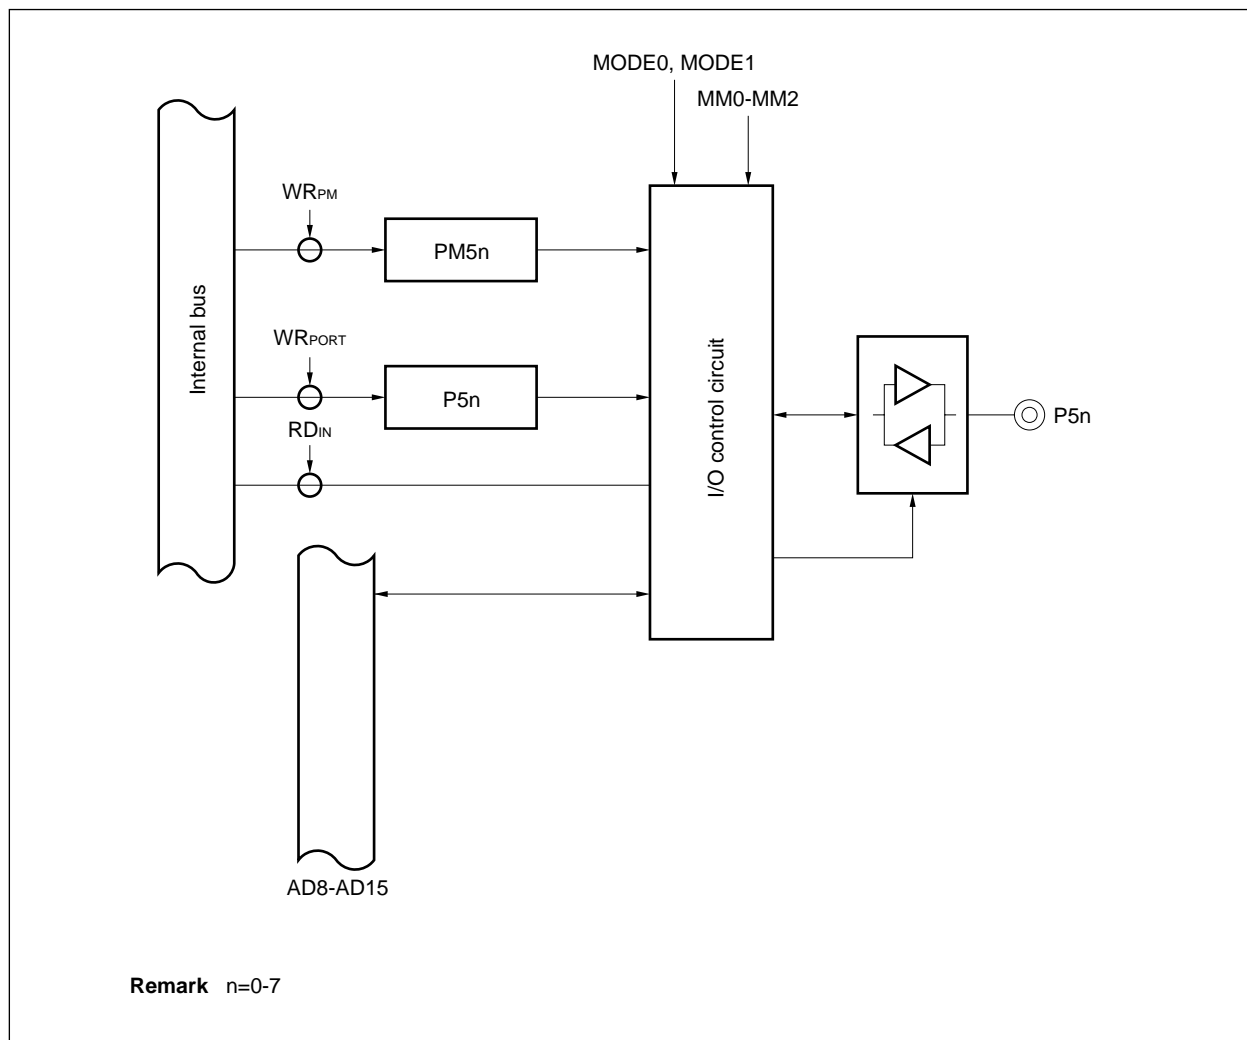 MODE0, MODE1
MM0-MM2
WRPM
PM5n
Internal bus
WRPORT
P5n
RDIN
I/O control circuit
P5n
AD8-AD15
Remark n=0-7